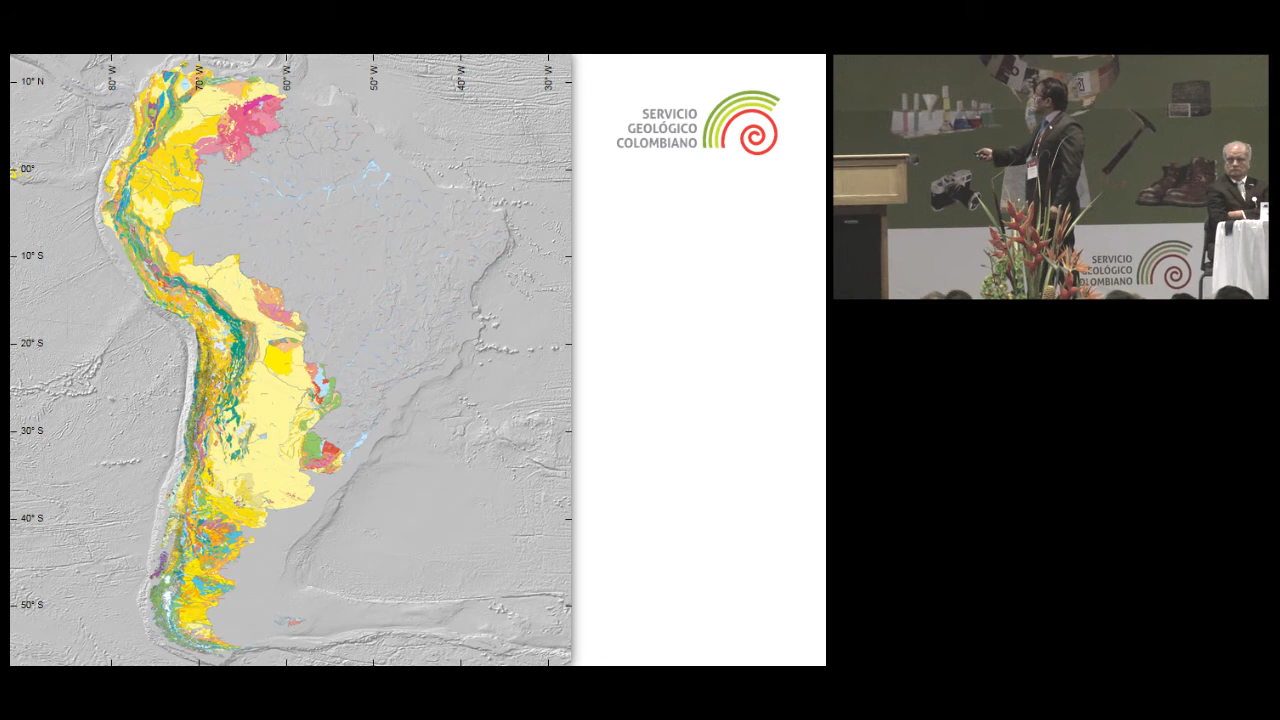 80° W
70° W
60° W
50° W
40° W
30° W
10° N
00°
10° S
20° S
30° S
40° S
50° S
SERVICIO
GEOLÓGICO
COLOMBIANO
SERVICIO
GEOLÓGICO
COLOMBIANO